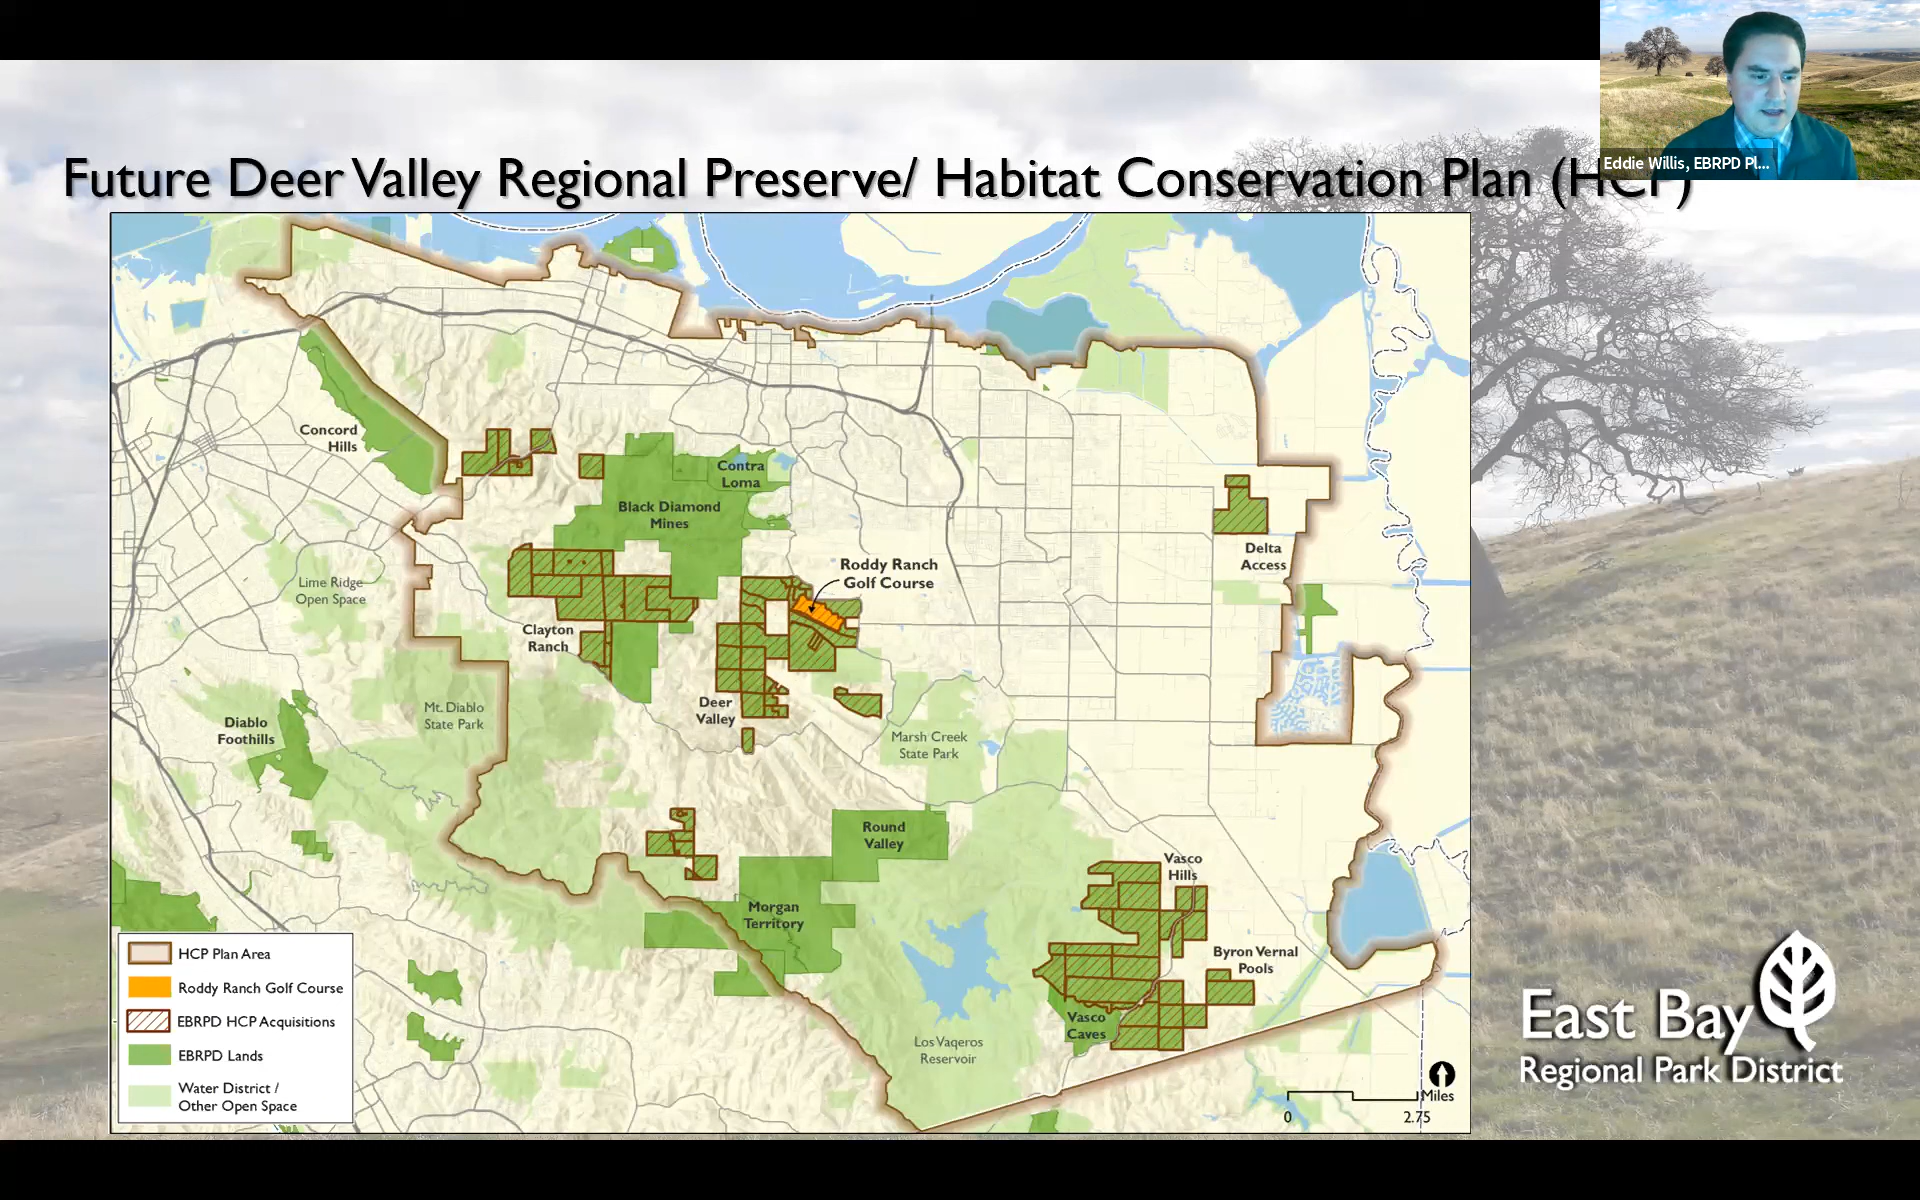 Eddie Willis, EBRPD Pl...
Future Deer Valley Regional Preserve/ Habitat Conservation Plan (HCP)
Concord
Hills
Contra
Loma
Black Diamond
Mines
Delta
Access
Roddy Ranch
Golf Course
Lime Ridge
Open Space
Clayton
Ranch
Deer
Valley
Mt. Diablo
State Park
Diablo
Foothills
Marsh Creek
State Park
Round
Valley
Vasco
Hills
Morgan
Territory
Byron Vernal
Pools
Vasco
Caves
Los Vaqeros
Reservoir
HCP Plan Area
Roddy Ranch Golf Course
EBRPD HCP Acquisitions
EBRPD Lands
Water District /
Other Open Space
Miles
0 2.75
East Bay
Regional Park District